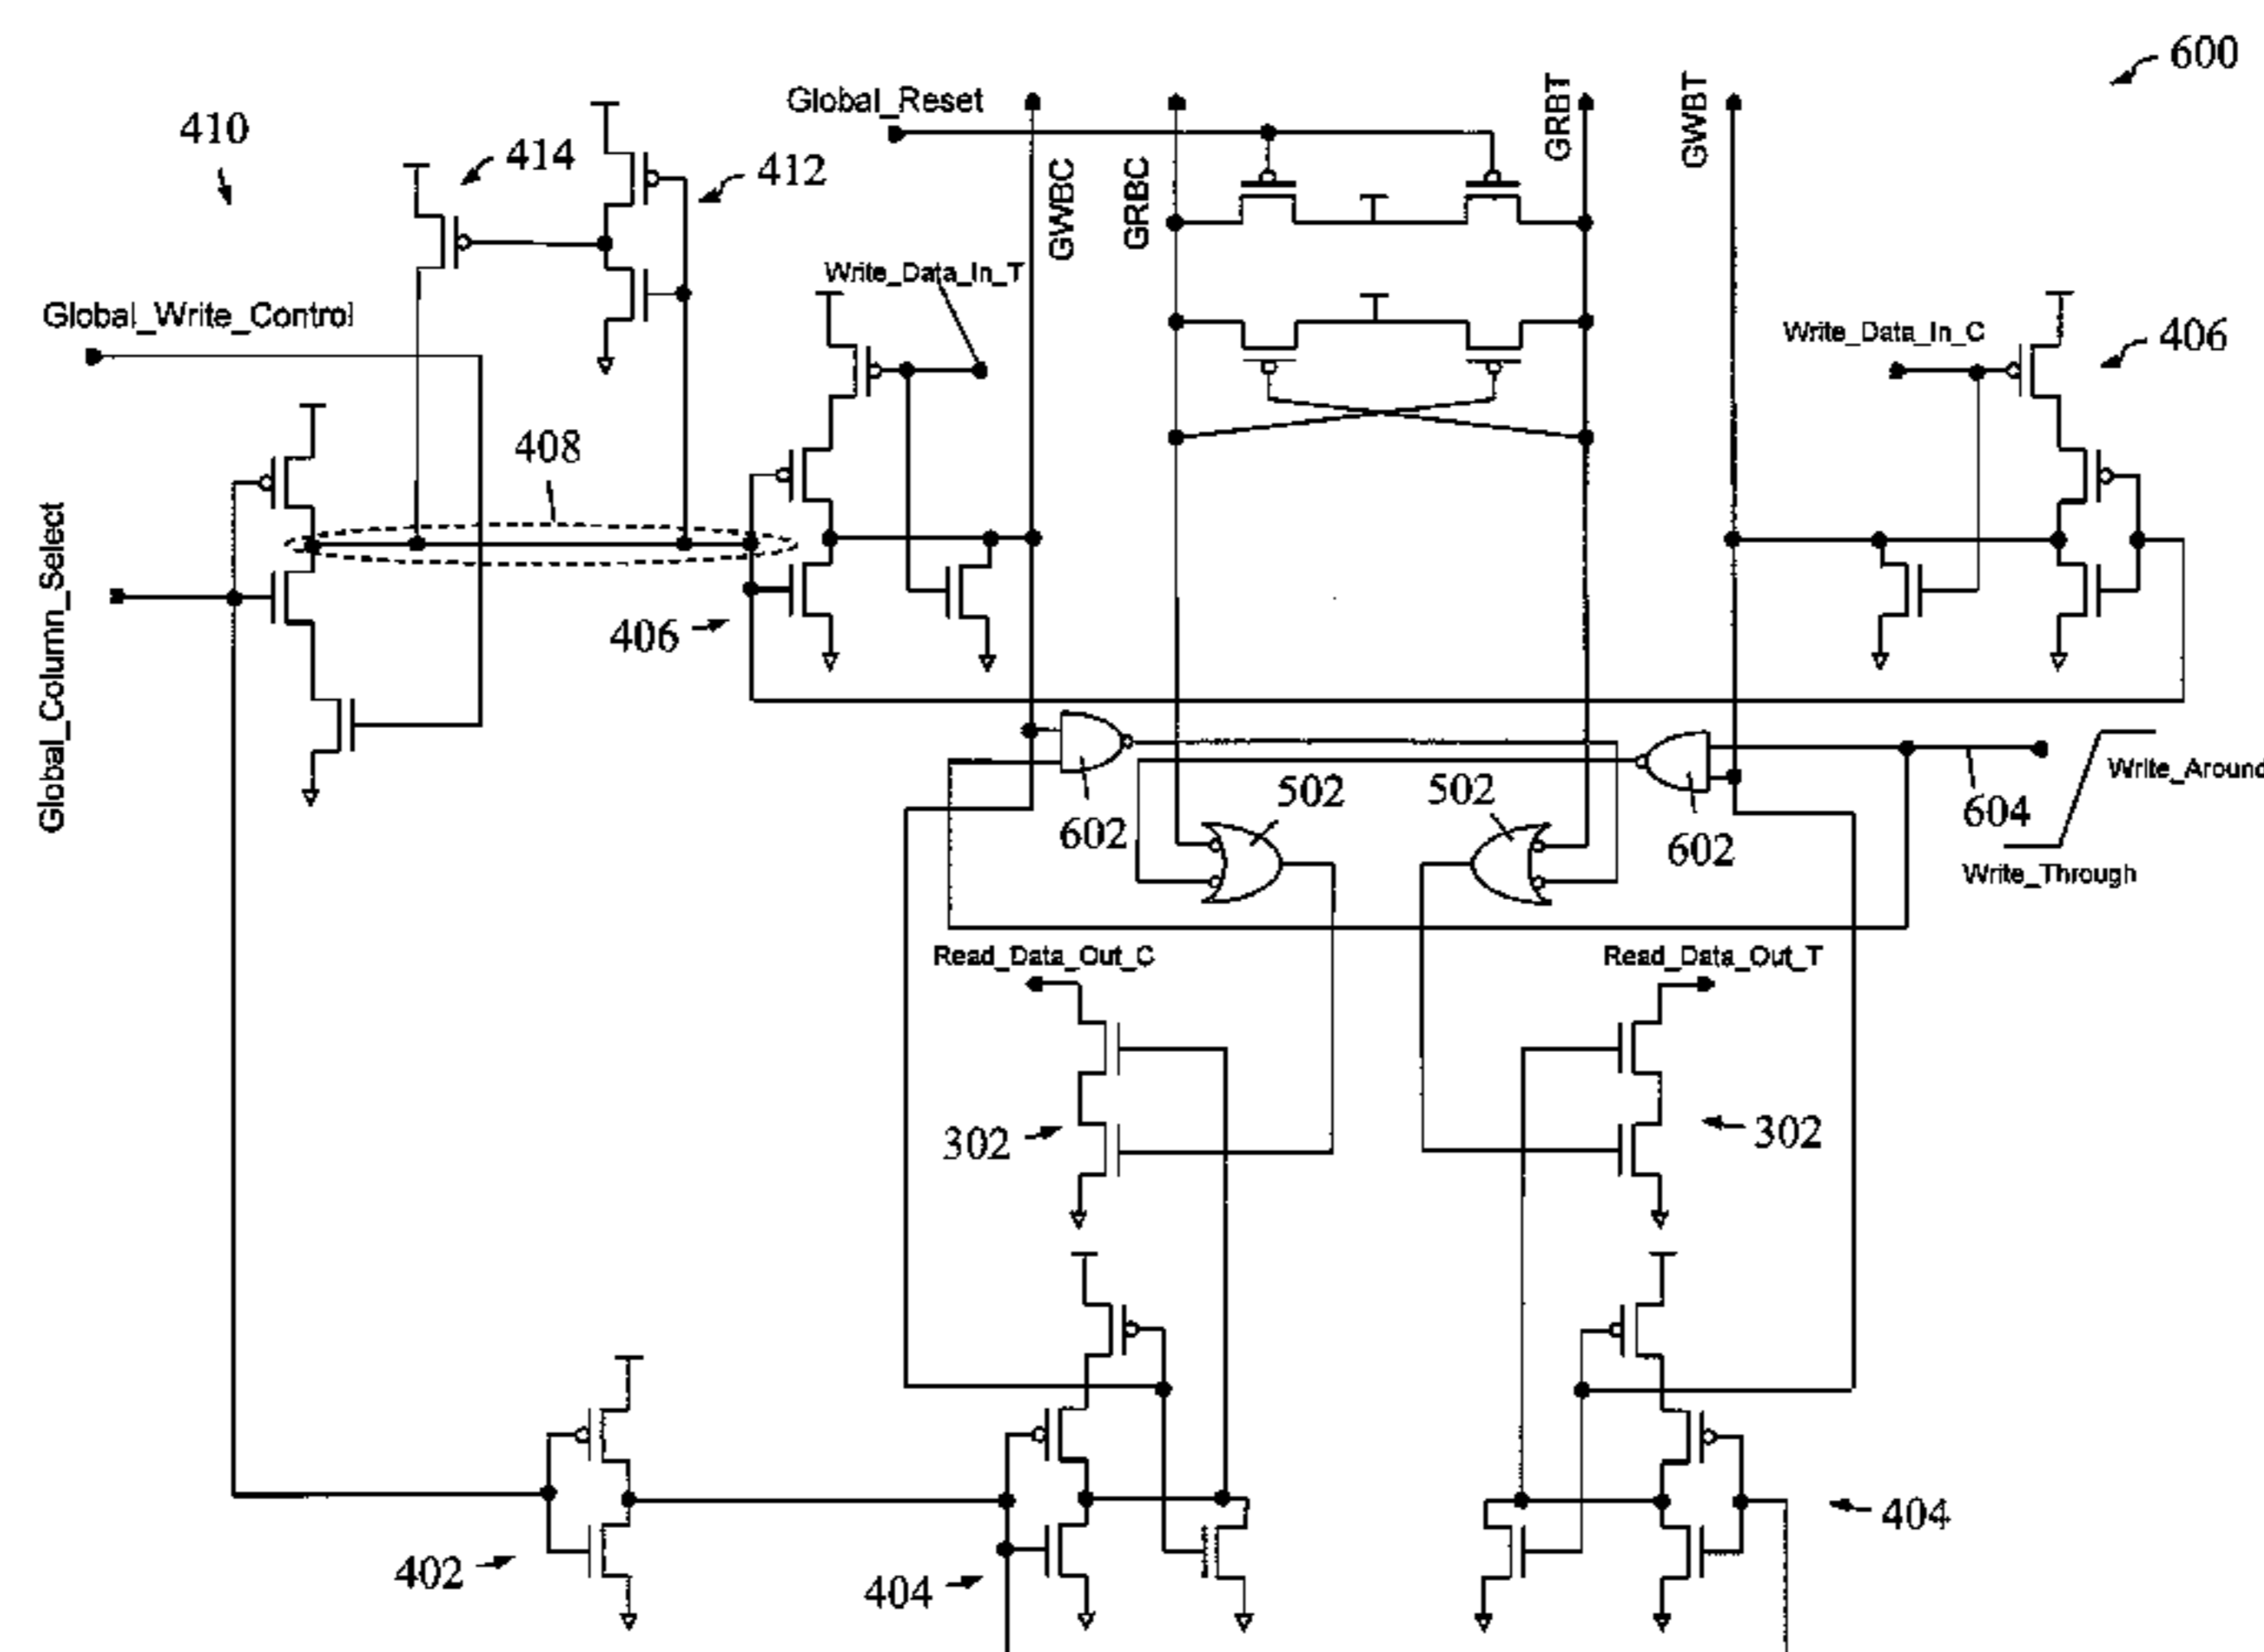 600
Global_Reset
410
414
412
GWBC
GRBC
GRBT
GWBT
Write_Data_In_T
Global_Write_Control
Write_Data_In_C
406
408
Global_Column_Select
406
602
502
502
602
604
Write_Around
Write_Through
Read_Data_Out_C
Read_Data_Out_T
302
302
402
404
404